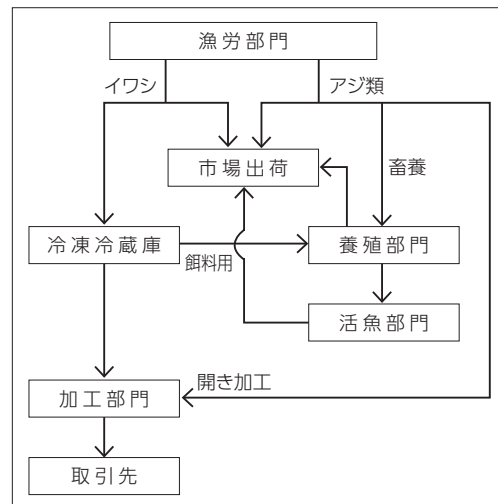 漁労部門
イワシ
アジ類
市場出荷
畜養
冷凍冷蔵庫
餌料用
養殖部門
活魚部門
開き加工
加工部門
取引先